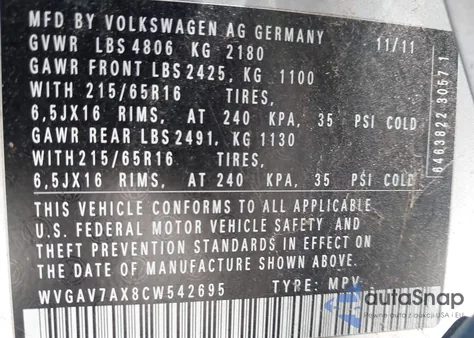 MFD BY VOLKSWAGEN AG GERMANY
11/11
GVWR LBS 4806 KG 2180
GAWR FRONT LBS 2425, KG 1100
WITH 215/65R16 TIRES,
6,5JX16 RIMS, AT 240 KPA, 35 PSI COLD
GAWR REAR LBS 2491, KG 1130
WITH 215/65R16 TIRES,
6,5JX16 RIMS, AT 240 KPA, 35 PSI COLD
THIS VEHICLE CONFORMS TO ALL APPLICABLE
U.S. FEDERAL MOTOR VEHICLE SAFETY AND
THEFT PREVENTION STANDARDS IN EFFECT ON
THE DATE OF MANUFACTURE SHOWN ABOVE.
WVGAV7AX8CW542695 TYPE: MPV
6463822 3057 1
autaSnap